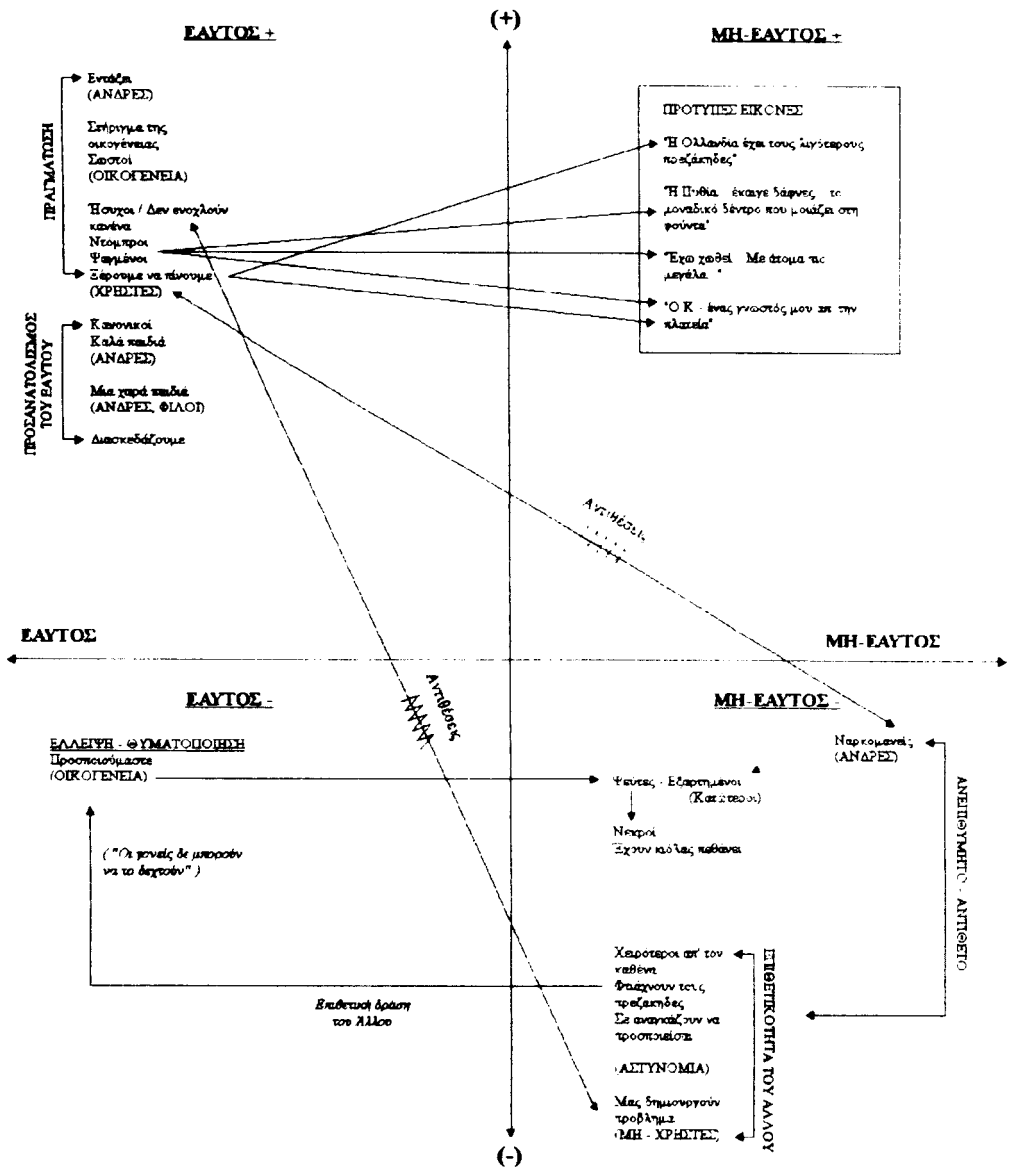 (+)
ΕΑΥΤΟΣ +
ΜΗ-ΕΑΥΤΟΣ +
ΠΡΑΓΜΑΤΩΣΗ
Εντάξει
(ΑΝΔΡΕΣ)
Στήριγμα της
οικογένειας
Σωστοί
(ΟΙΚΟΓΕΝΕΙΑ)
Ήσυχοι / Δεν ενοχλούν
κανένα
Ντόμπροι
Ψαγμένοι
Ξέρουμε να πίνουμε
(ΧΡΗΣΤΕΣ)
ΠΡΟΣΑΝΑΤΟΛΙΣΜΟΣ
ΤΟΥ ΕΑΥΤΟΥ
Κανονικοί
Καλά παιδιά
(ΑΝΔΡΕΣ)
Μια χαρά παιδιά
(ΑΝΔΡΕΣ, ΦΙΛΟΙ)
Διασκεδάζουμε
ΠΡΟΤΥΠΕΣ ΕΙΚΟΝΕΣ
"Η Ολλανδία έχει τους λιγότερους
πρεζάκηδες"
"Η Πυθία έκαιγε δάφνες το
μοναδικό δέντρο που μοιάζει στη
φούντα"
"Έχω χωθεί Με άτομα
μεγάλα "
"Ο Κ - ένας γνωστός μου απ την
πλατεία"
Αντιθέσεις
ΕΑΥΤΟΣ
ΜΗ-ΕΑΥΤΟΣ
ΕΑΥΤΟΣ -
Αντιθέσεις
ΜΗ-ΕΑΥΤΟΣ -
ΕΛΛΕΙΨΗ - ΘΥΜΑΤΟΠΟΙΗΣΗ
Προσποιούμαστε
(ΟΙΚΟΓΕΝΕΙΑ)
Ναρκομανείς
(ΑΝΔΡΕΣ)
Ψεύτες - Εξαρτημένοι
(Κατώτεροι)
Νεκροί
Έχουν κιόλας πεθάνει
( "Οι γονείς δε μπορούν
να το δεχτούν" )
ΑΝΕΠΙΘΥΜΗΤΟ - ΑΝΤΙΘΕΤΟ
Χειρότεροι απ' τον
καθένα
Φτιάχνουν τους
πρεζάκηδες
Σε αναγκάζουν να
προσποιείσαι
(ΑΣΤΥΝΟΜΙΑ)
Μας δημιουργούν
πρόβλημα
(ΜΗ - ΧΡΗΣΤΕΣ)
ΕΠΙΘΕΤΙΚΟΤΗΤΑ ΤΟΥ ΑΛΛΟΥ
Επιθετική δράση
του Άλλου
(-)